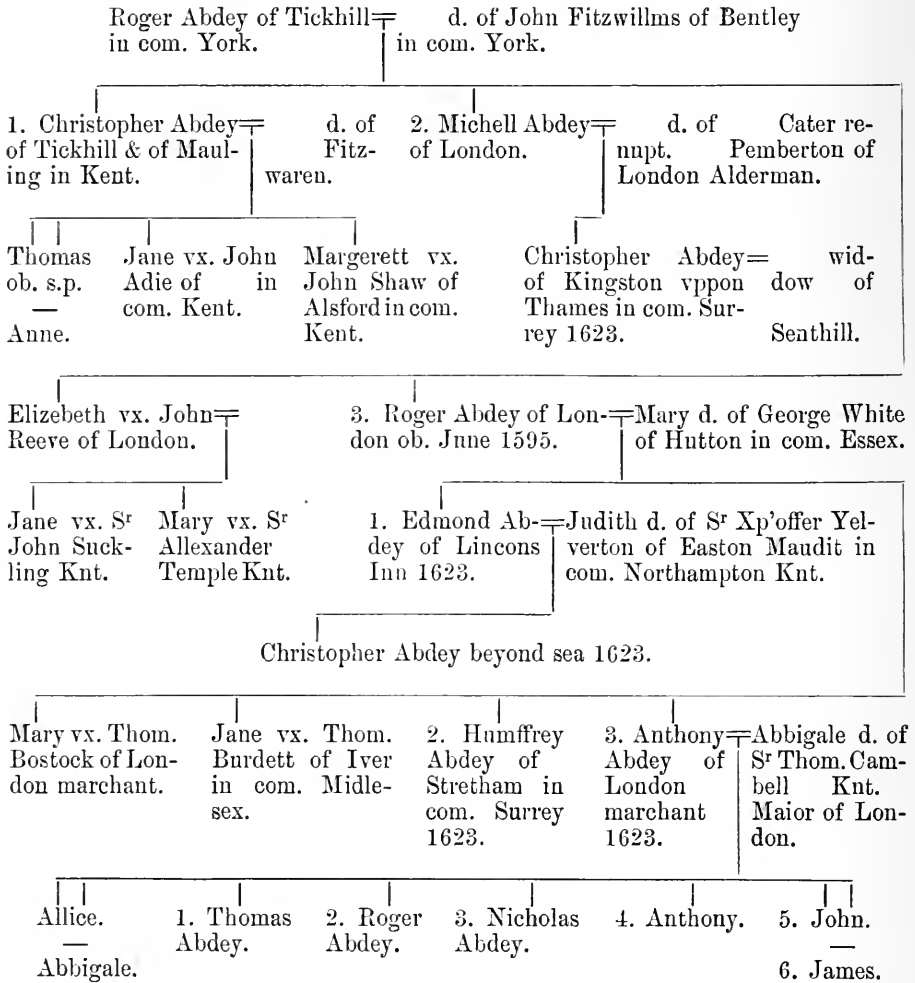 Roger Abdey of Tickhill= d. of John Fitzwillms of Bentley
in com. York. in com. York.
1. Christopher Abdey=
of Tickhill & of Maul-
ing in Kent.
d. of
Fitz-
waren.
2. Michell Abdey=
of London.
d. of Cater re-
nupt. Pemberton of
London Alderman.
Thomas
ob. s.p.
—
Anne.
Jane vx. John
Adie of in
com. Kent.
Margerett vx.
John Shaw of
Alsford in com.
Kent.
Christopher Abdey=
of Kingston vppon
Thames in com. Sur-
rey 1623.
wid-
dow of
Senthill.
Elizebeth vx. John=
Reeve of London.
3. Roger Abdey of Lon-=
don ob. June 1595.
Mary d. of George White
of Hutton in com. Essex.
Jane vx. Sr
John Suck-
ling Knt.
Mary vx. Sr
Allexander
Temple Knt.
1. Edmond Ab-=
dey of Lincons
Inn 1623.
Judith d. of Sr Xp'offer Yel-
verton of Easton Maudit in
com. Northampton Knt.
Christopher Abdey beyond sea 1623.
Mary vx. Thom.
Bostock of Lon-
don marchant.
Jane vx. Thom.
Burdett of Iver
in com. Midle-
sex.
2. Humffrey
Abdey of
Stretham in
com. Surrey
1623.
3. Anthony=
Abdey of
London
marchant
1623.
Abbigale d. of
Sr Thom. Cam-
bell Knt.
Maior of Lon-
don.
Allice.
—
Abbigale.
1. Thomas
Abdey.
2. Roger
Abdey.
3. Nicholas
Abdey.
4. Anthony.
5. John.
—
6. James.